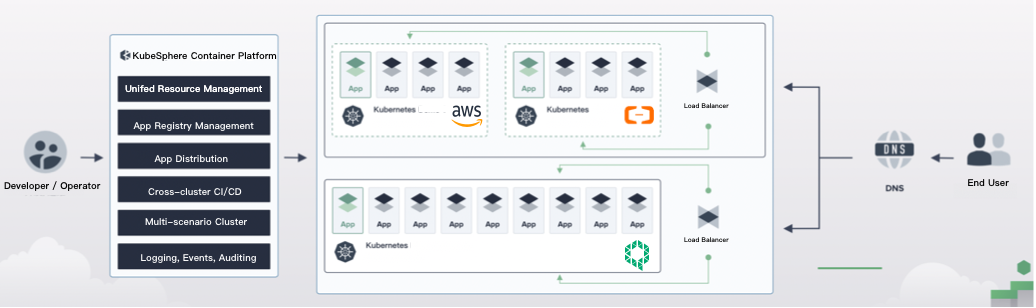 KubeSphere Container Platform
Unifed Resource Management
App Registry Management
App Distribution
Cross-cluster CI/CD
Multi-scenario Cluster
Logging, Events, Auditing
Developer / Operator
App App App App
Kubernetes
aws
App App App App
Kubernetes
Load Balancer
App App App App App App App App App
Kubernetes
Load Balancer
DNS
DNS
End User